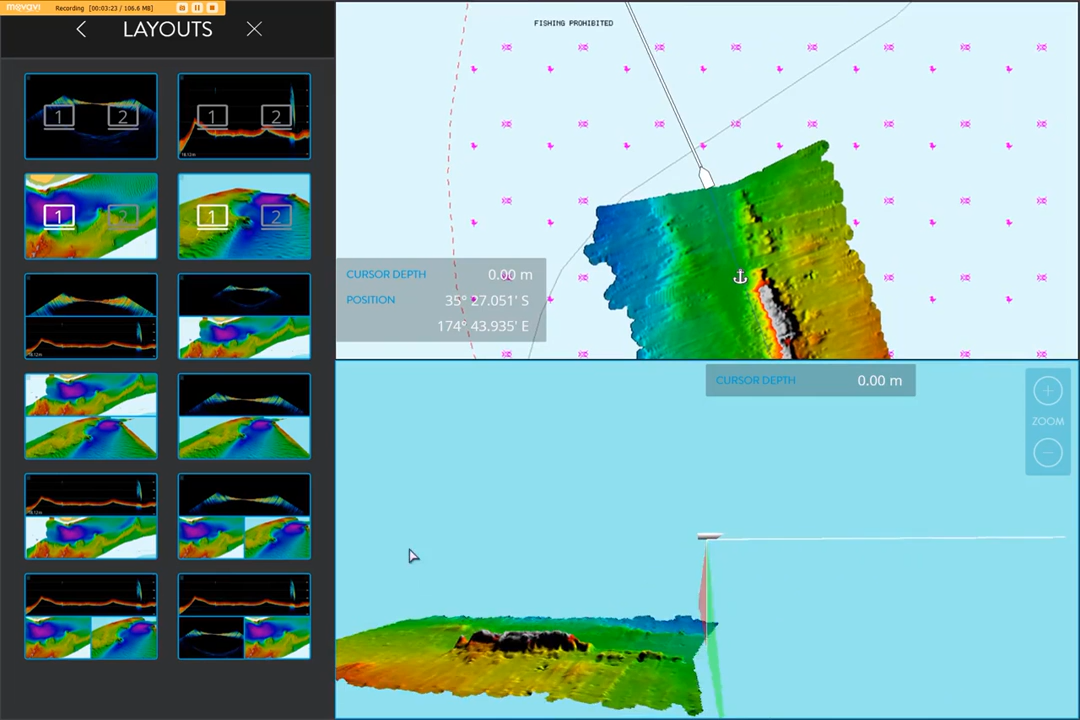 movavi
Recording [00:03:23 / 106.6 MB]
LAYOUTS
1 2
1 2
1 2
1 2
FISHING PROHIBITED
CURSOR DEPTH 0.00 m
POSITION 35° 27.051' S
174° 43.935' E
CURSOR DEPTH 0.00 m
ZOOM